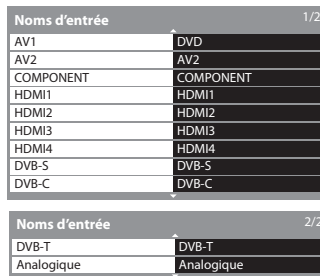 Noms d'entrée 1/2
AV1 DVD
AV2 AV2
COMPONENT COMPONENT
HDMI1 HDMI1
HDMI2 HDMI2
HDMI3 HDMI3
HDMI4 HDMI4
DVB-S DVB-S
DVB-C DVB-C
Noms d'entrée 2/2
DVB-T DVB-T
Analogique Analogique